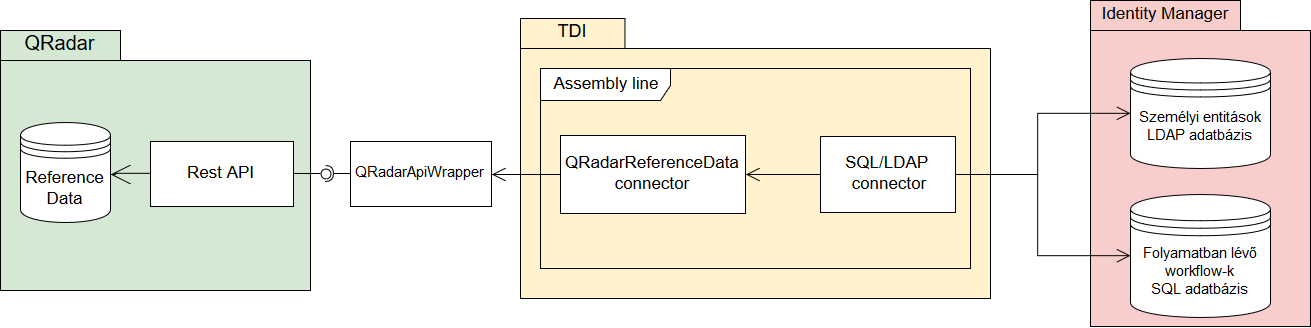 QRadar
Reference
Data
Rest API
QRadarApiWrapper
TDI
Assembly line
QRadarReferenceData
connector
SQL/LDAP
connector
Identity Manager
Személyi entitások
LDAP adatbázis
Folyamatban lévő
workflow-k
SQL adatbázis